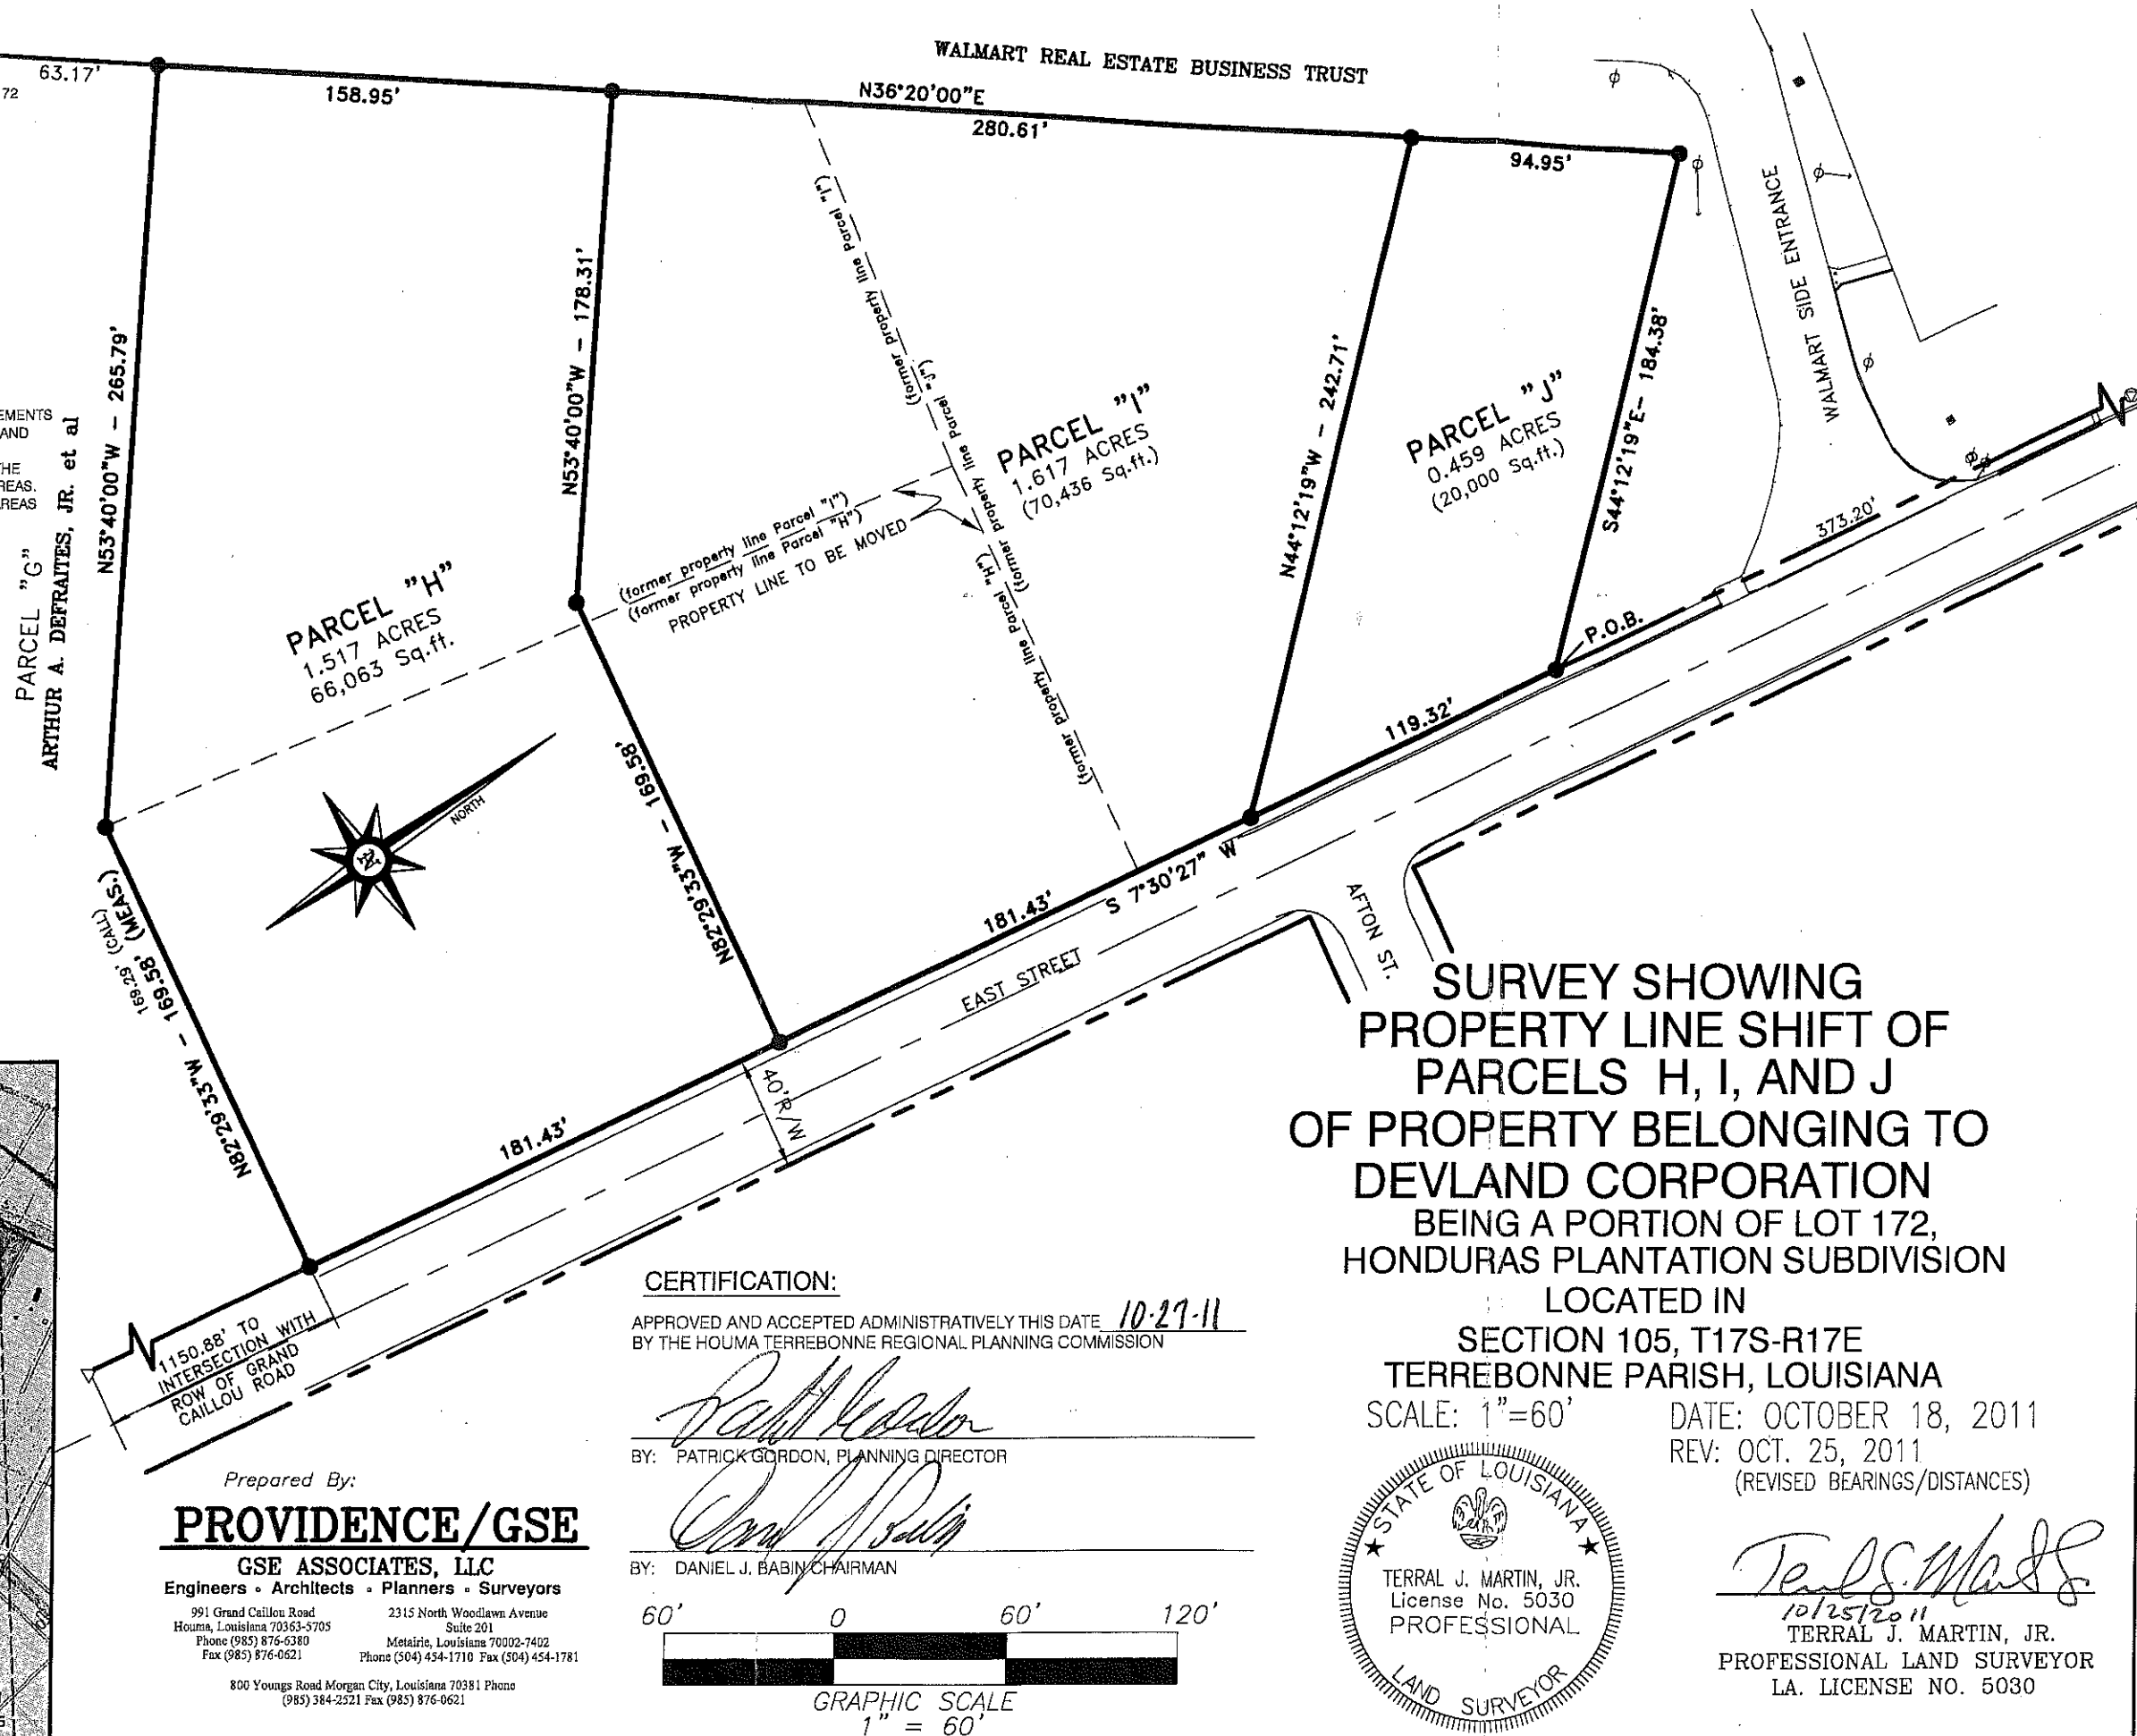 WALMART REAL ESTATE BUSINESS TRUST
63.17'
72
158.95'
N36°20'00"E
280.61'
94.95'
WALMART SIDE ENTRANCE
N53°40'00"W - 265.79'
N53°40'00"W - 178.31'
(former property line Parcel "I")
(former property line Parcel "J")
PARCEL "I"
1.617 ACRES
(70,436 Sq.ft.)
N44°12'19"W - 242.71'
PARCEL "J"
0.459 ACRES
(20,000 Sq.ft.)
S44°12'19"E- 184.38'
EMENTS
AND
HE
REAS.
REAS
PARCEL "G"
ARTHUR A. DEFRAITES, JR. et al
PARCEL "H"
1.517 ACRES
66,063 Sq.ft.
(former property line Parcel "I")
(former property line Parcel "H")
PROPERTY LINE TO BE MOVED
(former property line Parcel "H")
(former property line Parcel "I")
373.20'
P.O.B.
119.32'
NORTH
169.29' (CALL)
N82°29'33"W - 169.58' (MEAS.)
N82°29'33"W - 169.58'
181.43'
S 7°30'27" W
EAST STREET
AFTON ST.
40'R/W
181.43'
1150.88' TO
INTERSECTION WITH
ROW OF GRAND
CAILLOU ROAD
SURVEY SHOWING
PROPERTY LINE SHIFT OF
PARCELS H, I, AND J
OF PROPERTY BELONGING TO
DEVLAND CORPORATION
BEING A PORTION OF LOT 172,
HONDURAS PLANTATION SUBDIVISION
LOCATED IN
SECTION 105, T17S-R17E
TERREBONNE PARISH, LOUISIANA
SCALE: 1"=60'
DATE: OCTOBER 18, 2011
REV: OCT. 25, 2011
(REVISED BEARINGS/DISTANCES)
CERTIFICATION:
APPROVED AND ACCEPTED ADMINISTRATIVELY THIS DATE 10-27-11
BY THE HOUMA TERREBONNE REGIONAL PLANNING COMMISSION
BY: PATRICK GORDON, PLANNING DIRECTOR
BY: DANIEL J. BABIN CHAIRMAN
Prepared By:
PROVIDENCE/GSE
GSE ASSOCIATES, LLC
Engineers • Architects • Planners • Surveyors
991 Grand Caillou Road
Houma, Louisiana 70363-5705
Phone (985) 876-6380
Fax (985) 876-0621
2315 North Woodlawn Avenue
Suite 201
Metairie, Louisiana 70002-7402
Phone (504) 454-1710 Fax (504) 454-1781
800 Youngs Road Morgan City, Louisiana 70381 Phone
(985) 384-2521 Fax (985) 876-0621
60' 0 60' 120'
GRAPHIC SCALE
1" = 60'
STATE OF LOUISIANA
TERRAL J. MARTIN, JR.
License No. 5030
PROFESSIONAL
LAND SURVEYOR
10/25/2011
TERRAL J. MARTIN, JR.
PROFESSIONAL LAND SURVEYOR
LA. LICENSE NO. 5030